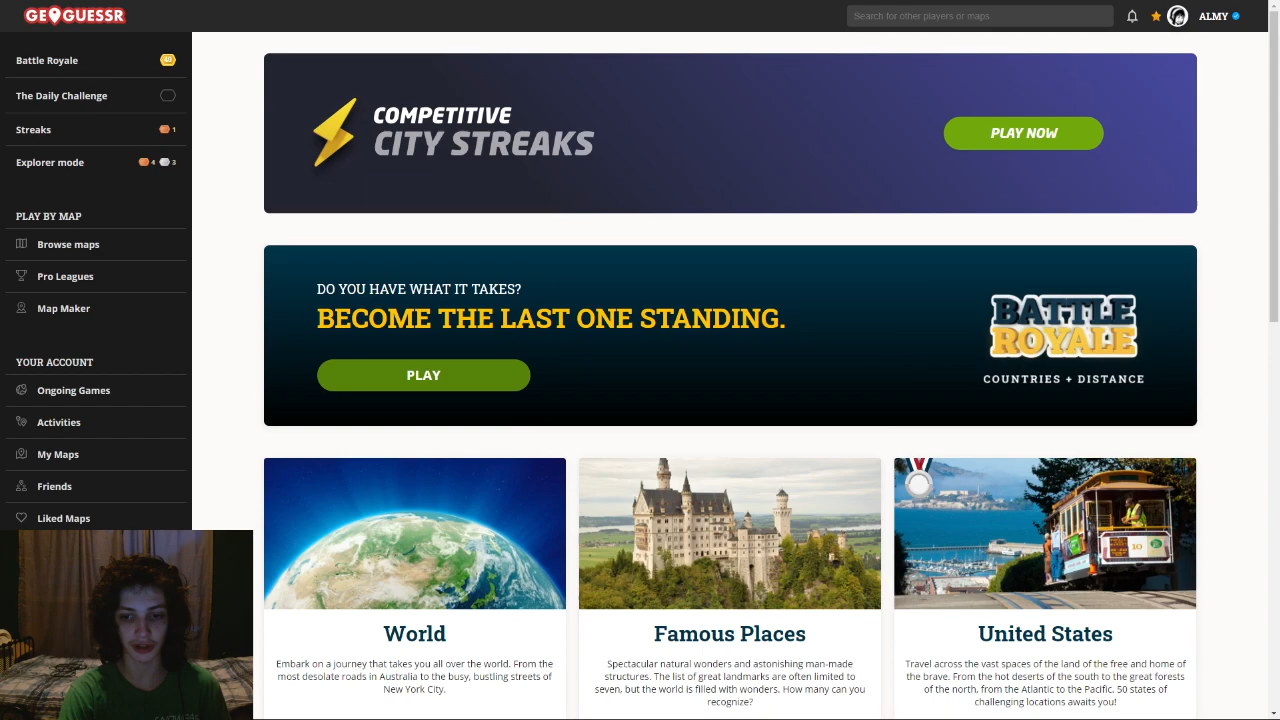 GEOGUESSR
Search for other players or maps
ALMY
Battle Royale
40
The Daily Challenge
Streaks
1
Explorer mode
4
3
PLAY BY MAP
Browse maps
Pro Leagues
Map Maker
YOUR ACCOUNT
Ongoing Games
Activities
My Maps
Friends
Liked Maps
COMPETITIVE
CITY STREAKS
PLAY NOW
DO YOU HAVE WHAT IT TAKES?
BECOME THE LAST ONE STANDING.
PLAY
BATTLE
ROYALE
COUNTRIES + DISTANCE
World
Embark on a journey that takes you all over the world. From the
most desolate roads in Australia to the busy, bustling streets of
New York City.
Famous Places
Spectacular natural wonders and astonishing man-made
structures. The list of great landmarks are often limited to
seven, but the world is filled with wonders. How many can you
recognize?
10
United States
Travel across the vast spaces of the land of the free and home of
the brave. From the hot deserts of the south to the great forests
of the north, from the Atlantic to the Pacific. 50 states of
challenging locations awaits you!